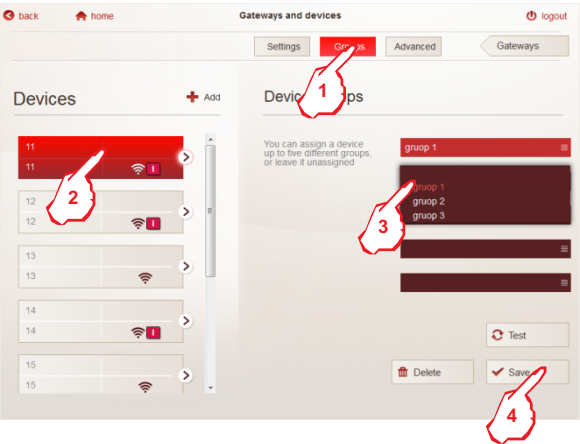 back
home
Gateways and devices
logout
Settings
Groups
Advanced
Gateways
1
Devices
Add
Device Groups
11
11
I
2
12
12
I
13
13
14
14
I
15
15
You can assign a device
up to five different groups,
or leave it unassigned
gruop 1
gruop 1
gruop 2
gruop 3
3
Test
Delete
Save
4